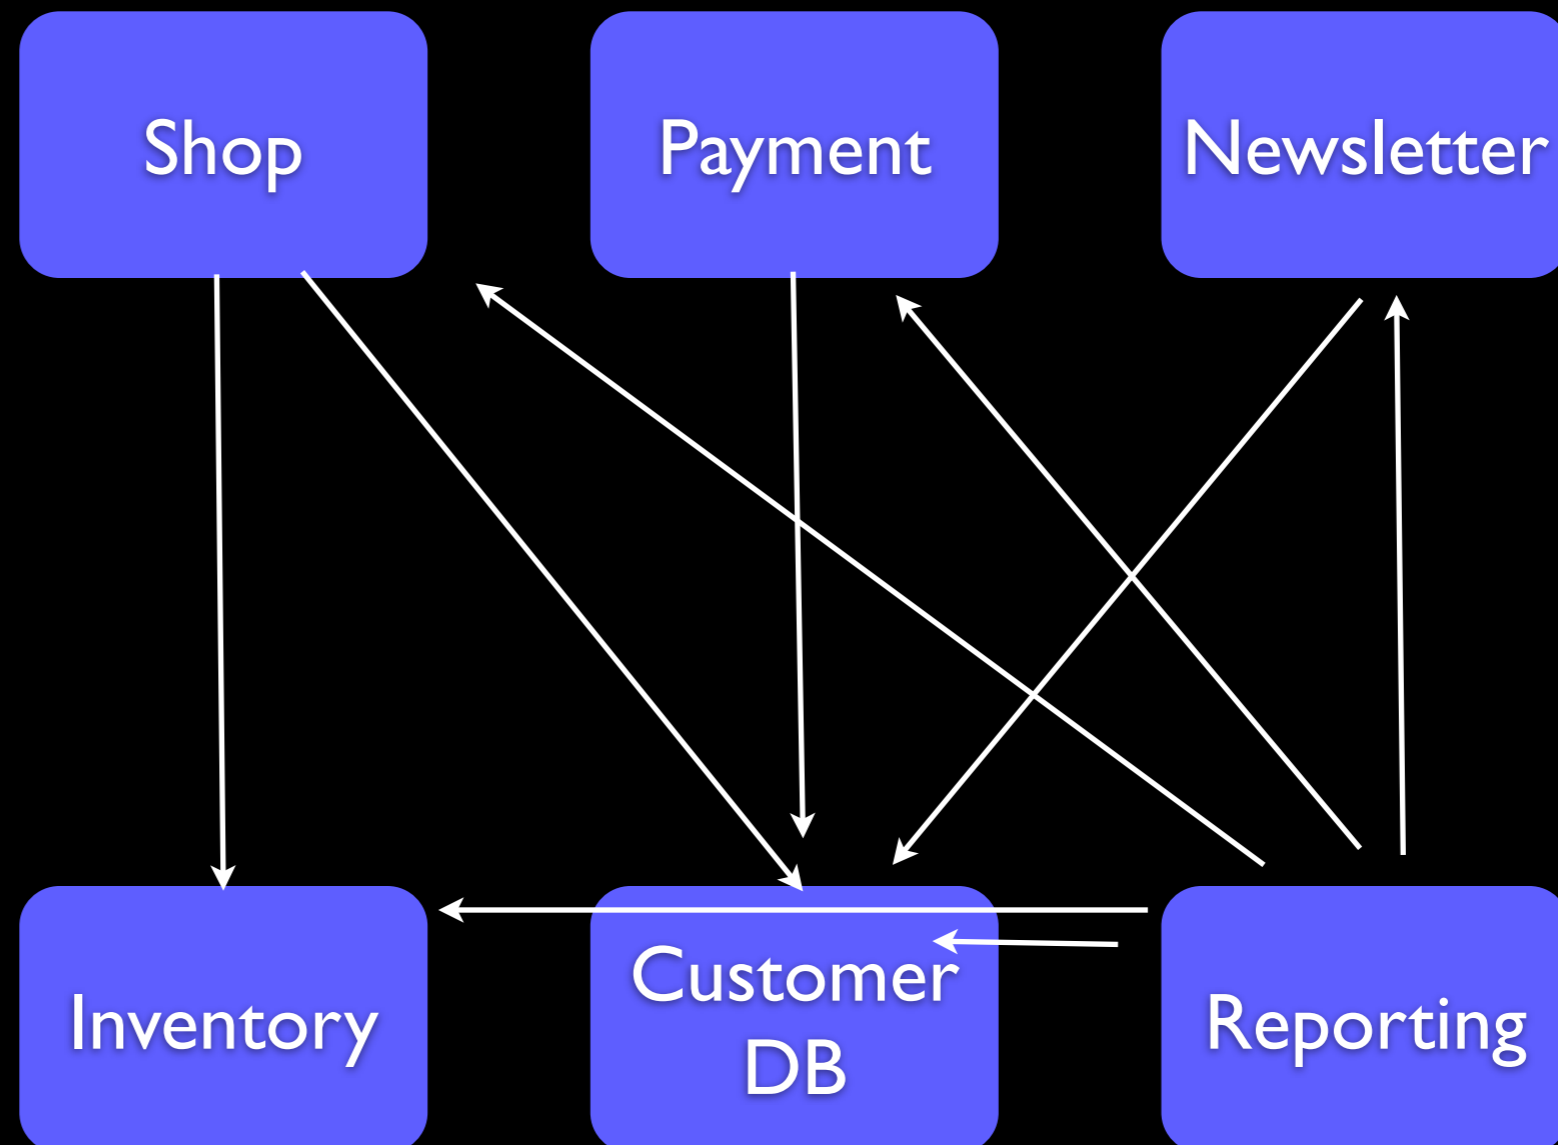 Shop
Payment
Newsletter
Inventory
Customer
DB
Reporting